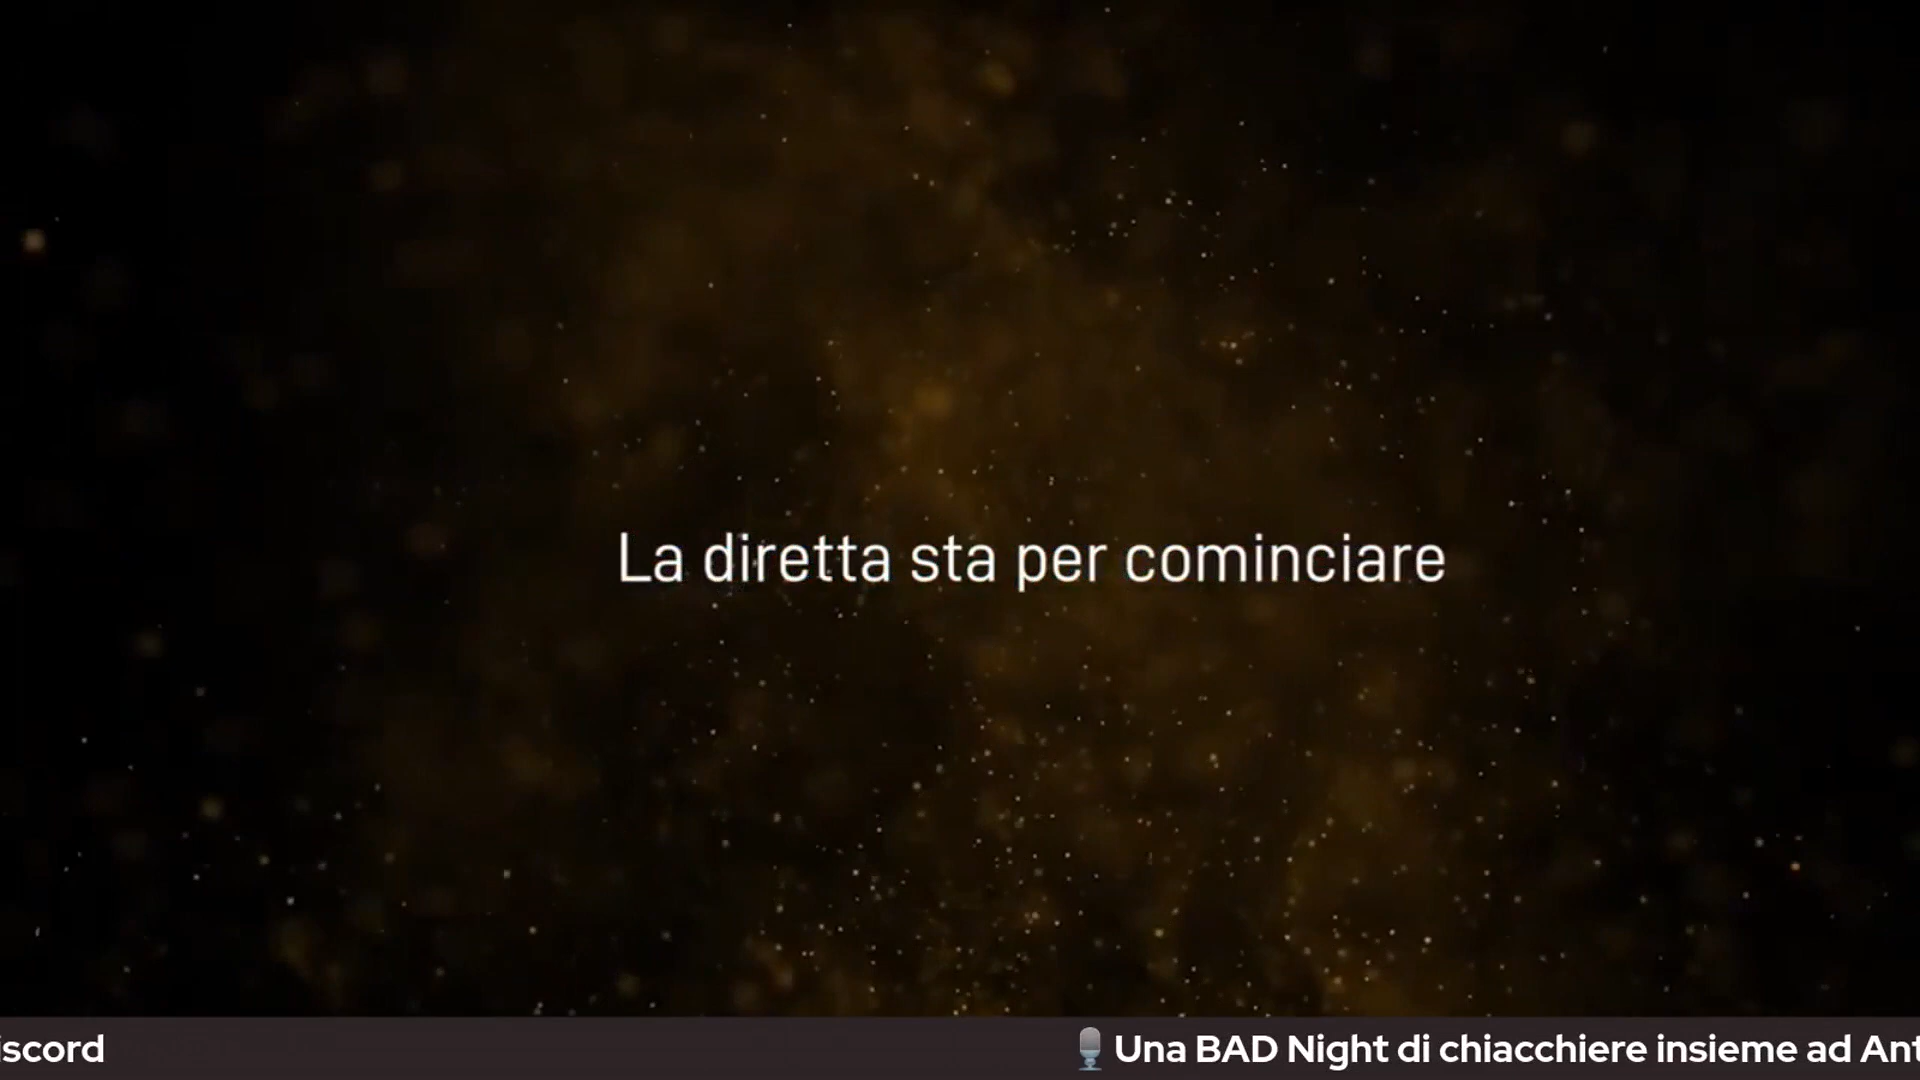 La diretta sta per cominciare
iscord
🎙️ Una BAD Night di chiacchiere insieme ad Ant